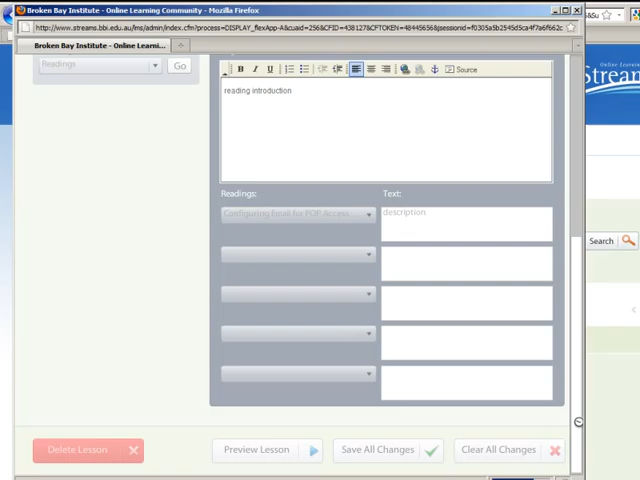 Broken Bay Institute - Online Learning Community - Mozilla Firefox
http://www.streams.bbi.edu.au/lms/admin/index.cfm?process=DISPLAY_flexApp-A&cuaid=256&CFID=438127&CFTOKEN=48445656&jsessionid=f0305a5b2545d5ca4f7a6f662c
Broken Bay Institute - Online Learni...
Readings
Go
B I U
Source
reading introduction
Readings:
Text:
Configuring Email for POP Access
description
Online Learning
Streams
Search
Delete Lesson
Preview Lesson
Save All Changes
Clear All Changes